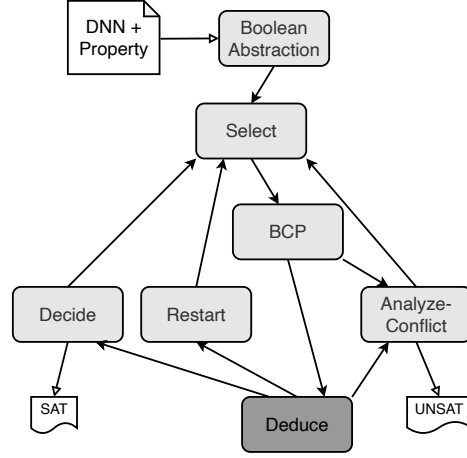 DNN +
Property
Boolean
Abstraction
Select
BCP
Decide
Restart
Analyze-
Conflict
SAT
Deduce
UNSAT